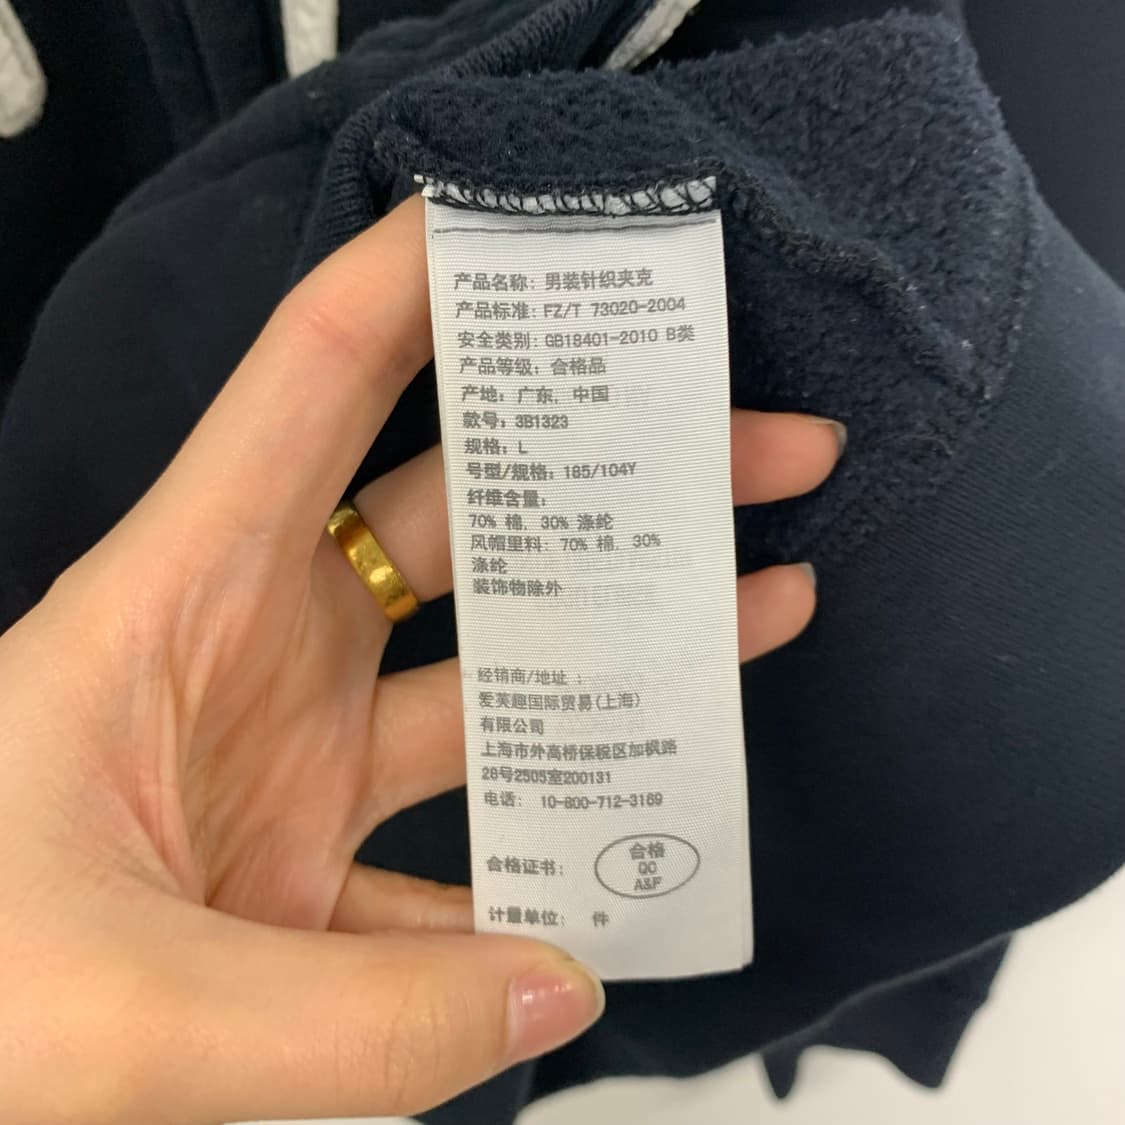 产品名称: 男装针织夹克
产品标准: FZ/T 73020-2004
安全类别: GB18401-2010 B类
产品等级: 合格品
产地: 广东, 中国
款号: 3B1323
规格: L
号型/规格: 185/104Y
纤维含量:
70% 棉, 30% 涤纶
风帽里料: 70% 棉, 30%
涤纶
装饰物除外
经销商/地址 :
爱芙趣国际贸易(上海)
有限公司
上海市外高桥保税区加枫路
28号2505室200131
电话: 10-800-712-3169
合格证书:
合格
QC
A&F
计量单位: 件